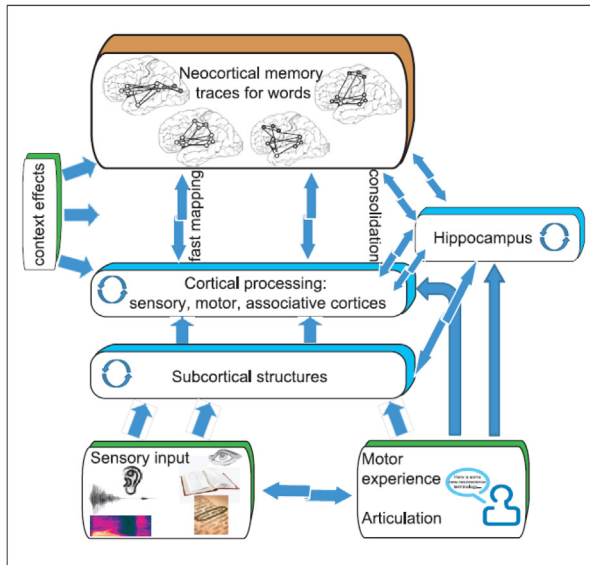 Neocortical memory
traces for words
context effects
fast mapping
consolidation
Hippocampus
Cortical processing:
sensory, motor, associative cortices
Subcortical structures
Sensory input
Motor
experience
Articulation